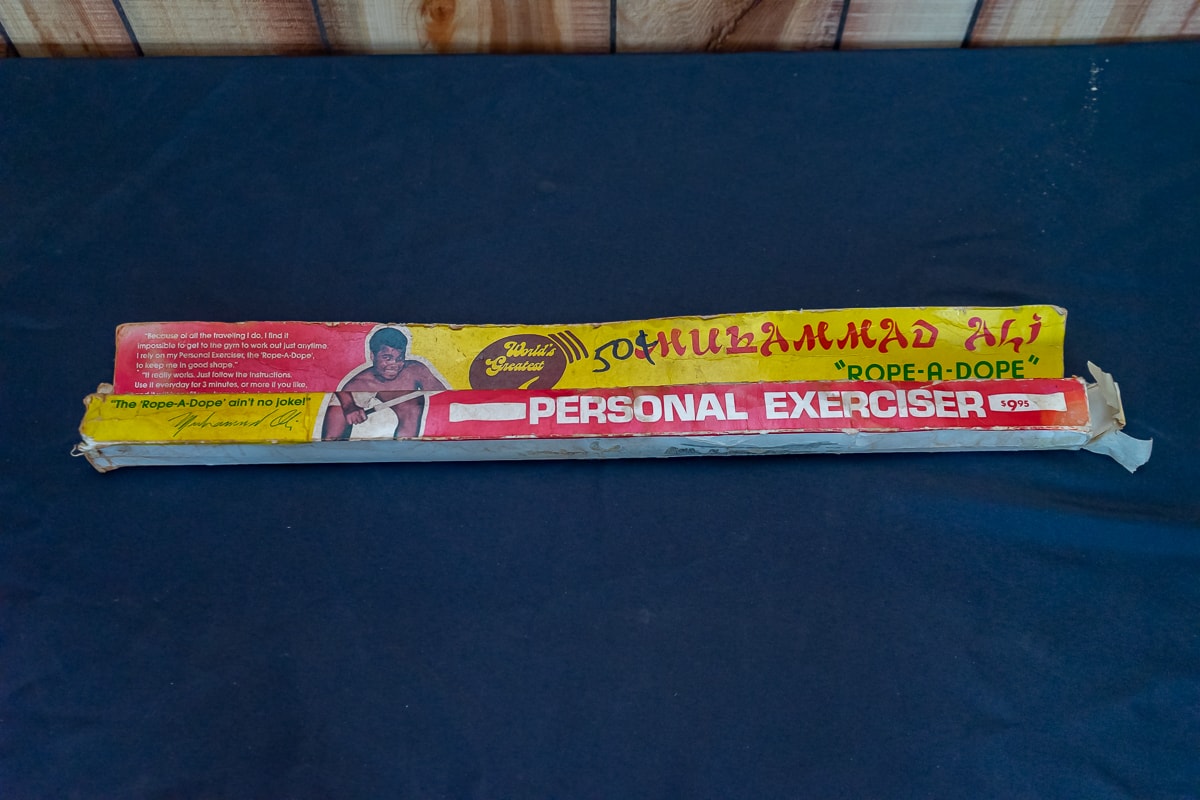 "Because of all the traveling I do, I find it
impossible to get to the gym to work out just anytime.
I rely on my Personal Exerciser, the 'Rope-A-Dope',
to keep me in good shape."
"It really works. Just follow the instructions.
Use it everyday for 3 minutes, or more if you like,
World's
Greatest
50¢
MUHAMMAD ALI
"ROPE-A-DOPE"
"The 'Rope-A-Dope' ain't no joke!"
Muhammad Ali
PERSONAL EXERCISER
$9.95